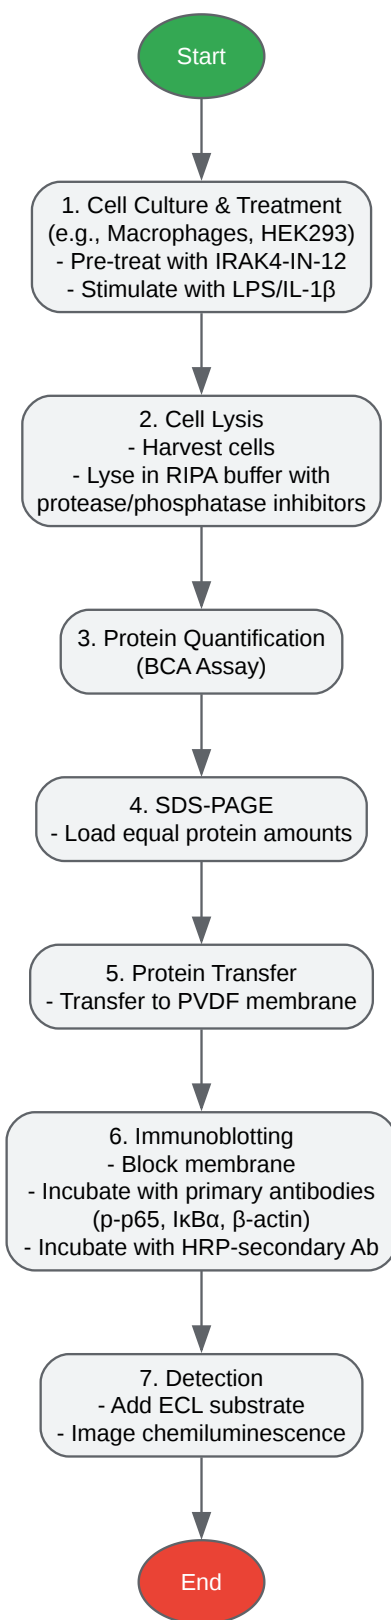 Start
1. Cell Culture & Treatment
(e.g., Macrophages, HEK293)
- Pre-treat with IRAK4-IN-12
- Stimulate with LPS/IL-1β
2. Cell Lysis
- Harvest cells
- Lyse in RIPA buffer with
protease/phosphatase inhibitors
3. Protein Quantification
(BCA Assay)
4. SDS-PAGE
- Load equal protein amounts
5. Protein Transfer
- Transfer to PVDF membrane
6. Immunoblotting
- Block membrane
- Incubate with primary antibodies
(p-p65, IκBα, β-actin)
- Incubate with HRP-secondary Ab
7. Detection
- Add ECL substrate
- Image chemiluminescence
End